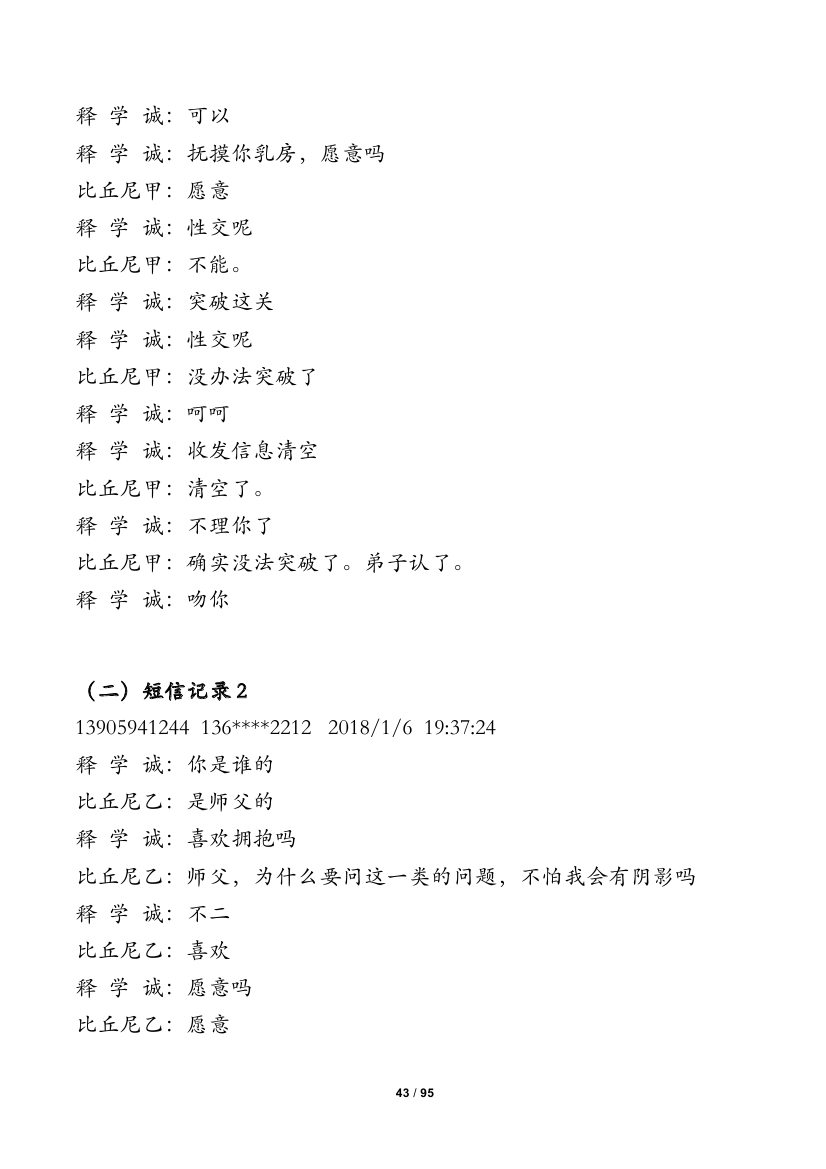 释 学 诚：可以
释 学 诚：抚摸你乳房，愿意吗
比丘尼甲：愿意
释 学 诚：性交呢
比丘尼甲：不能。
释 学 诚：突破这关
释 学 诚：性交呢
比丘尼甲：没办法突破了
释 学 诚：呵呵
释 学 诚：收发信息清空
比丘尼甲：清空了。
释 学 诚：不理你了
比丘尼甲：确实没法突破了。弟子认了。
释 学 诚：吻你
（二）短信记录 2
13905941244 136****2212 2018/1/6 19:37:24
释 学 诚：你是谁的
比丘尼乙：是师父的
释 学 诚：喜欢拥抱吗
比丘尼乙：师父，为什么要问这一类的问题，不怕我会有阴影吗
释 学 诚：不二
比丘尼乙：喜欢
释 学 诚：愿意吗
比丘尼乙：愿意
43 / 95